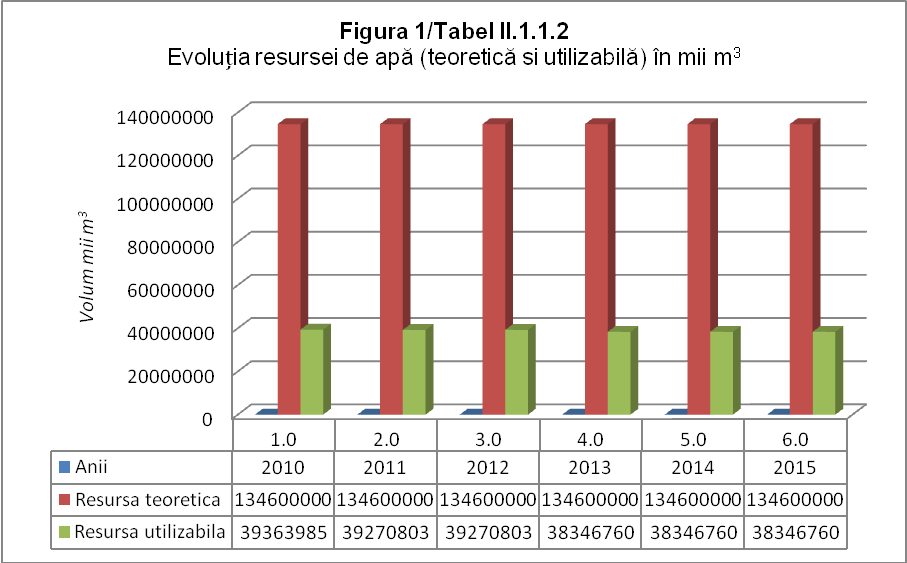 Figura 1/Tabel II.1.1.2
Evoluția resursei de apă (teoretică si utilizabilă) în mii m³
Volum mii m³
140000000
120000000
100000000
80000000
60000000
40000000
20000000
0
1.0 2.0 3.0 4.0 5.0 6.0
Anii 2010 2011 2012 2013 2014 2015
Resursa teoretica 134600000 134600000 134600000 134600000 134600000 134600000
Resursa utilizabila 39363985 39270803 39270803 38346760 38346760 38346760